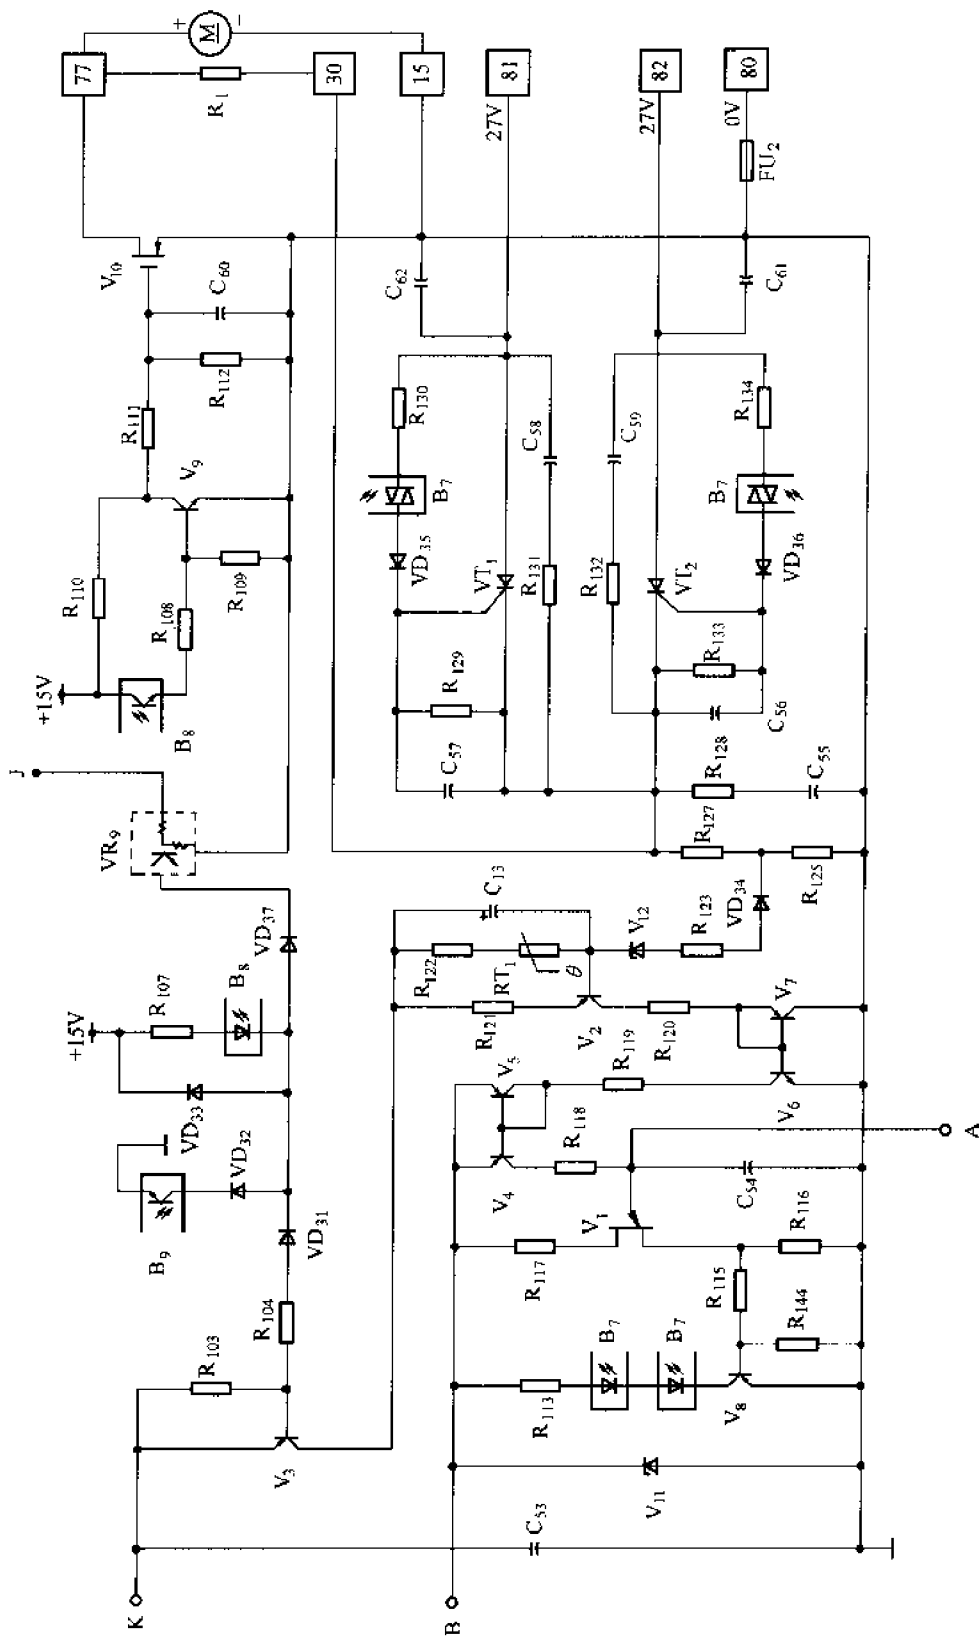 K
B
A
J
C53
V11
R103
V3
R104
VD31
B9
VD32
VD33
+15V
R107
B8
VD37
VR9
+15V
B8
R110
R108
R109
V9
R111
R112
C60
V10
77
+
M
-
R1
30
15
81
27V
82
27V
80
0V
FU2
C62
C61
R130
B7
VD35
VT1
R129
C57
C58
R131
C59
R132
VT2
R133
C56
R134
B7
VD36
R128
C55
R127
R125
VD34
R123
V12
C13
R122
RT1
θ
R121
V2
R120
V7
V6
R119
V5
V4
R118
C54
V1
R117
R116
R115
R144
R113
B7
B7
V8